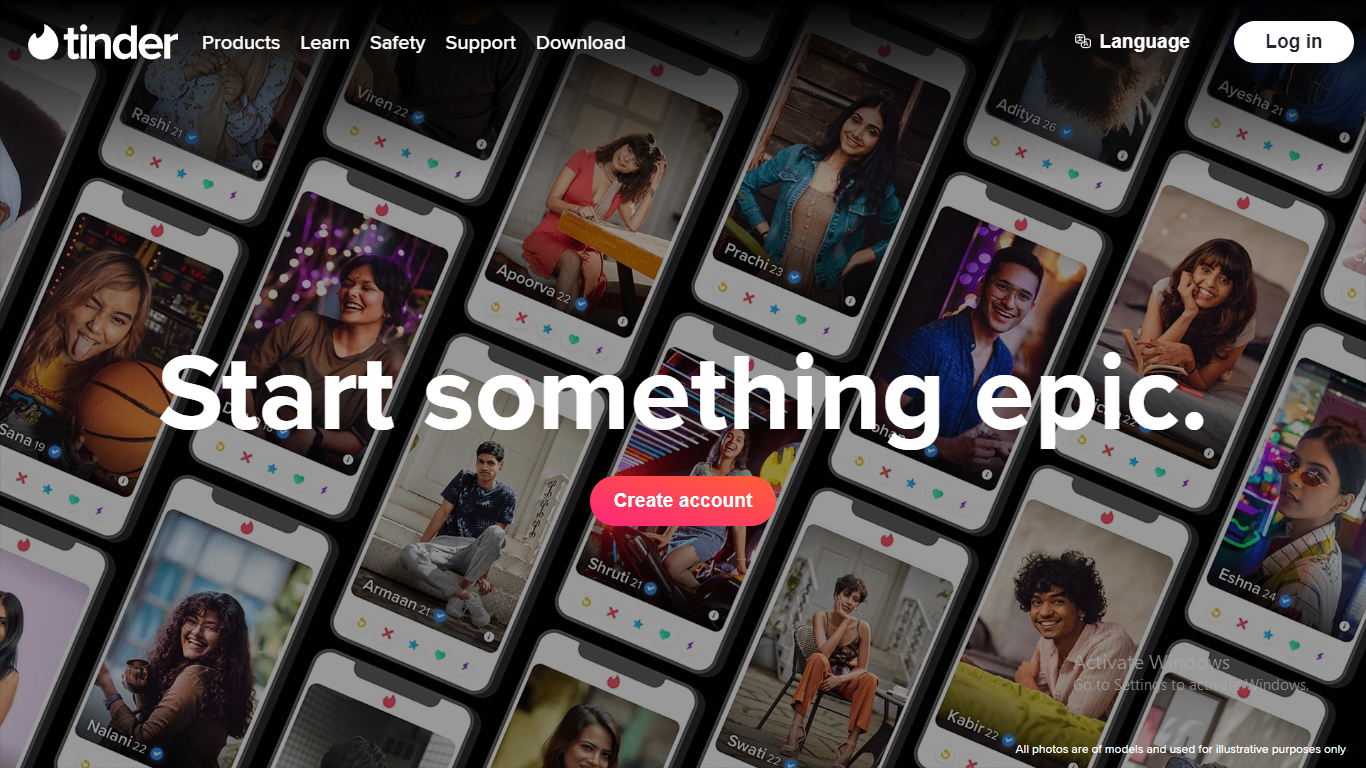 tinder
Products
Learn
Safety
Support
Download
Language
Log in
Rashi 21
Viren 22
Aditya 26
Ayesha 21
Apoorva 22
Prachi 23
Start something epic.
Sana 19
22
Create account
Armaan 21
Shruti 21
Eshna 24
Activate Windows
Go to Settings to activate Windows.
Nalani 22
Swati 22
Kabir 22
All photos are of models and used for illustrative purposes only